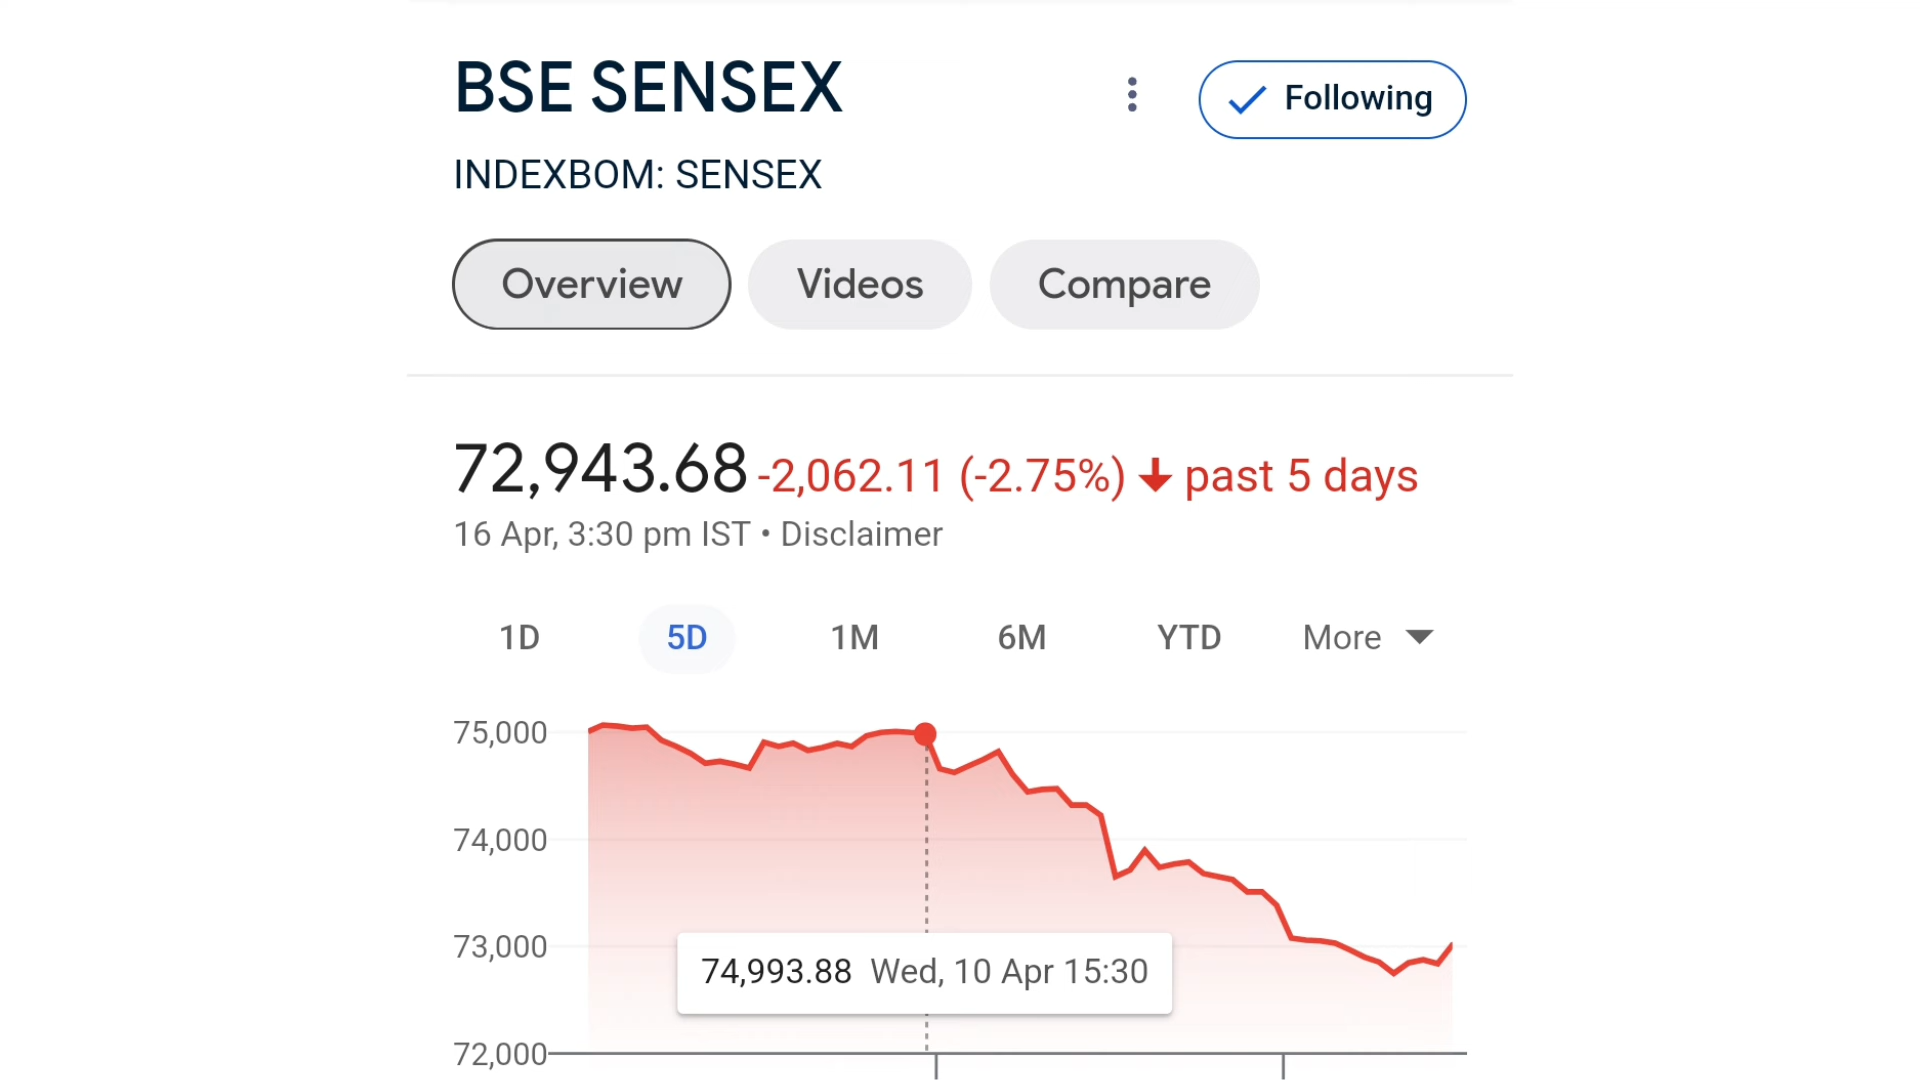 BSE SENSEX
Following
INDEXBOM: SENSEX
Overview Videos Compare
72,943.68 -2,062.11 (-2.75%) ↓ past 5 days
16 Apr, 3:30 pm IST • Disclaimer
1D 5D 1M 6M YTD More
75,000
74,000
73,000
74,993.88 Wed, 10 Apr 15:30
72,000